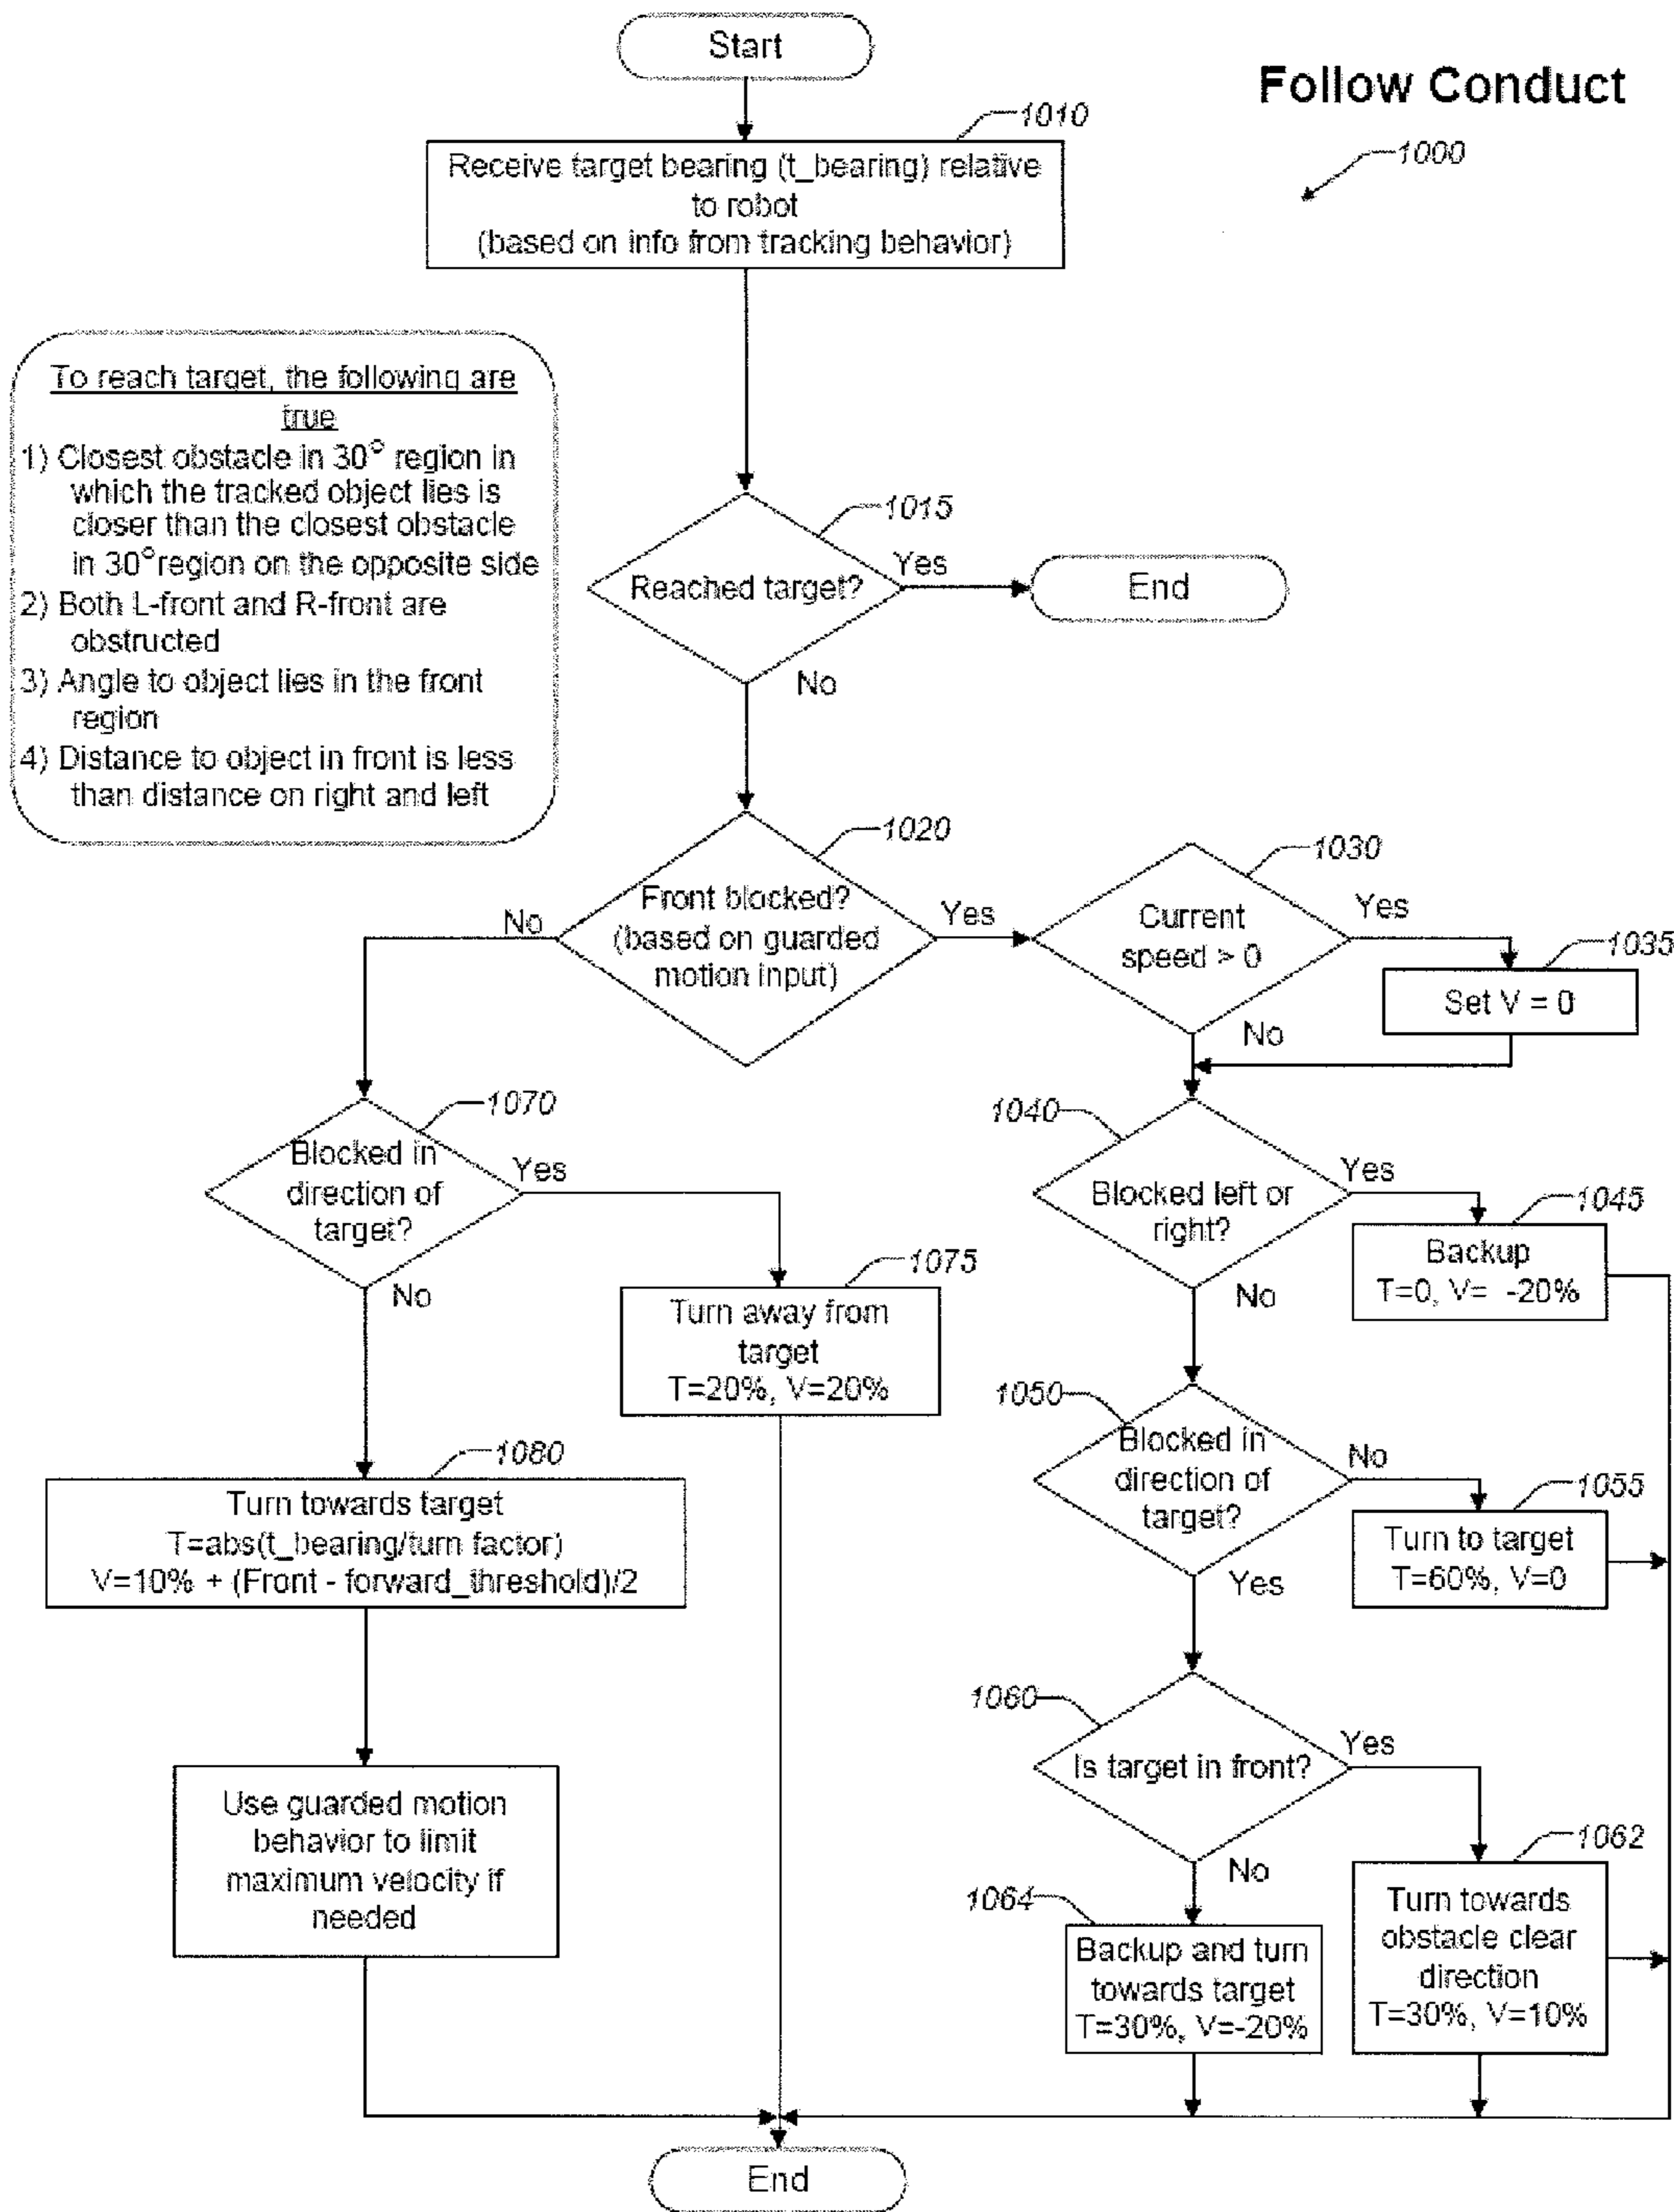 Start
Follow Conduct
1010
1000
Receive target bearing (t_bearing) relative
to robot
(based on info from tracking behavior)
To reach target, the following are
true
1) Closest obstacle in 30° region in
which the tracked object lies is
closer than the closest obstacle
in 30° region on the opposite side
2) Both L-front and R-front are
obstructed
3) Angle to object lies in the front
region
4) Distance to object in front is less
than distance on right and left
1015
Reached target?
Yes
End
No
1020
Front blocked?
(based on guarded
motion input)
No
Yes
1030
Current
speed > 0
Yes
1035
Set V = 0
No
1070
Blocked in
direction of
target?
Yes
No
1075
Turn away from
target
T=20%, V=20%
1040
Blocked left or
right?
Yes
1045
Backup
T=0, V= -20%
No
1050
Blocked in
direction of
target?
No
1055
Turn to target
T=60%, V=0
Yes
1080
Turn towards target
T=abs(t_bearing/turn factor)
V=10% + (Front - forward_threshold)/2
Use guarded motion
behavior to limit
maximum velocity if
needed
1060
Is target in front?
Yes
1062
Turn towards
obstacle clear
direction
T=30%, V=10%
No
1064
Backup and turn
towards target
T=30%, V=-20%
End